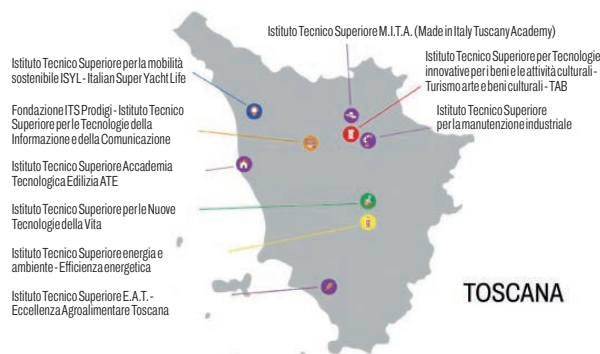 Istituto Tecnico Superiore M.I.T.A. (Made in Italy Tuscany Academy)
Istituto Tecnico Superiore per la mobilità
sostenibile ISYL - Italian Super Yacht Life
Istituto Tecnico Superiore per Tecnologie
innovative per i beni e le attività culturali -
Turismo arte e beni culturali - TAB
Fondazione ITS Prodigi - Istituto Tecnico
Superiore per le Tecnologie della
Informazione e della Comunicazione
Istituto Tecnico Superiore
per la manutenzione industriale
Istituto Tecnico Superiore Accademia
Tecnologica Edilizia ATE
Istituto Tecnico Superiore per le Nuove
Tecnologie della Vita
Istituto Tecnico Superiore energia e
ambiente - Efficienza energetica
Istituto Tecnico Superiore E.A.T. -
Eccellenza Agroalimentare Toscana
TOSCANA